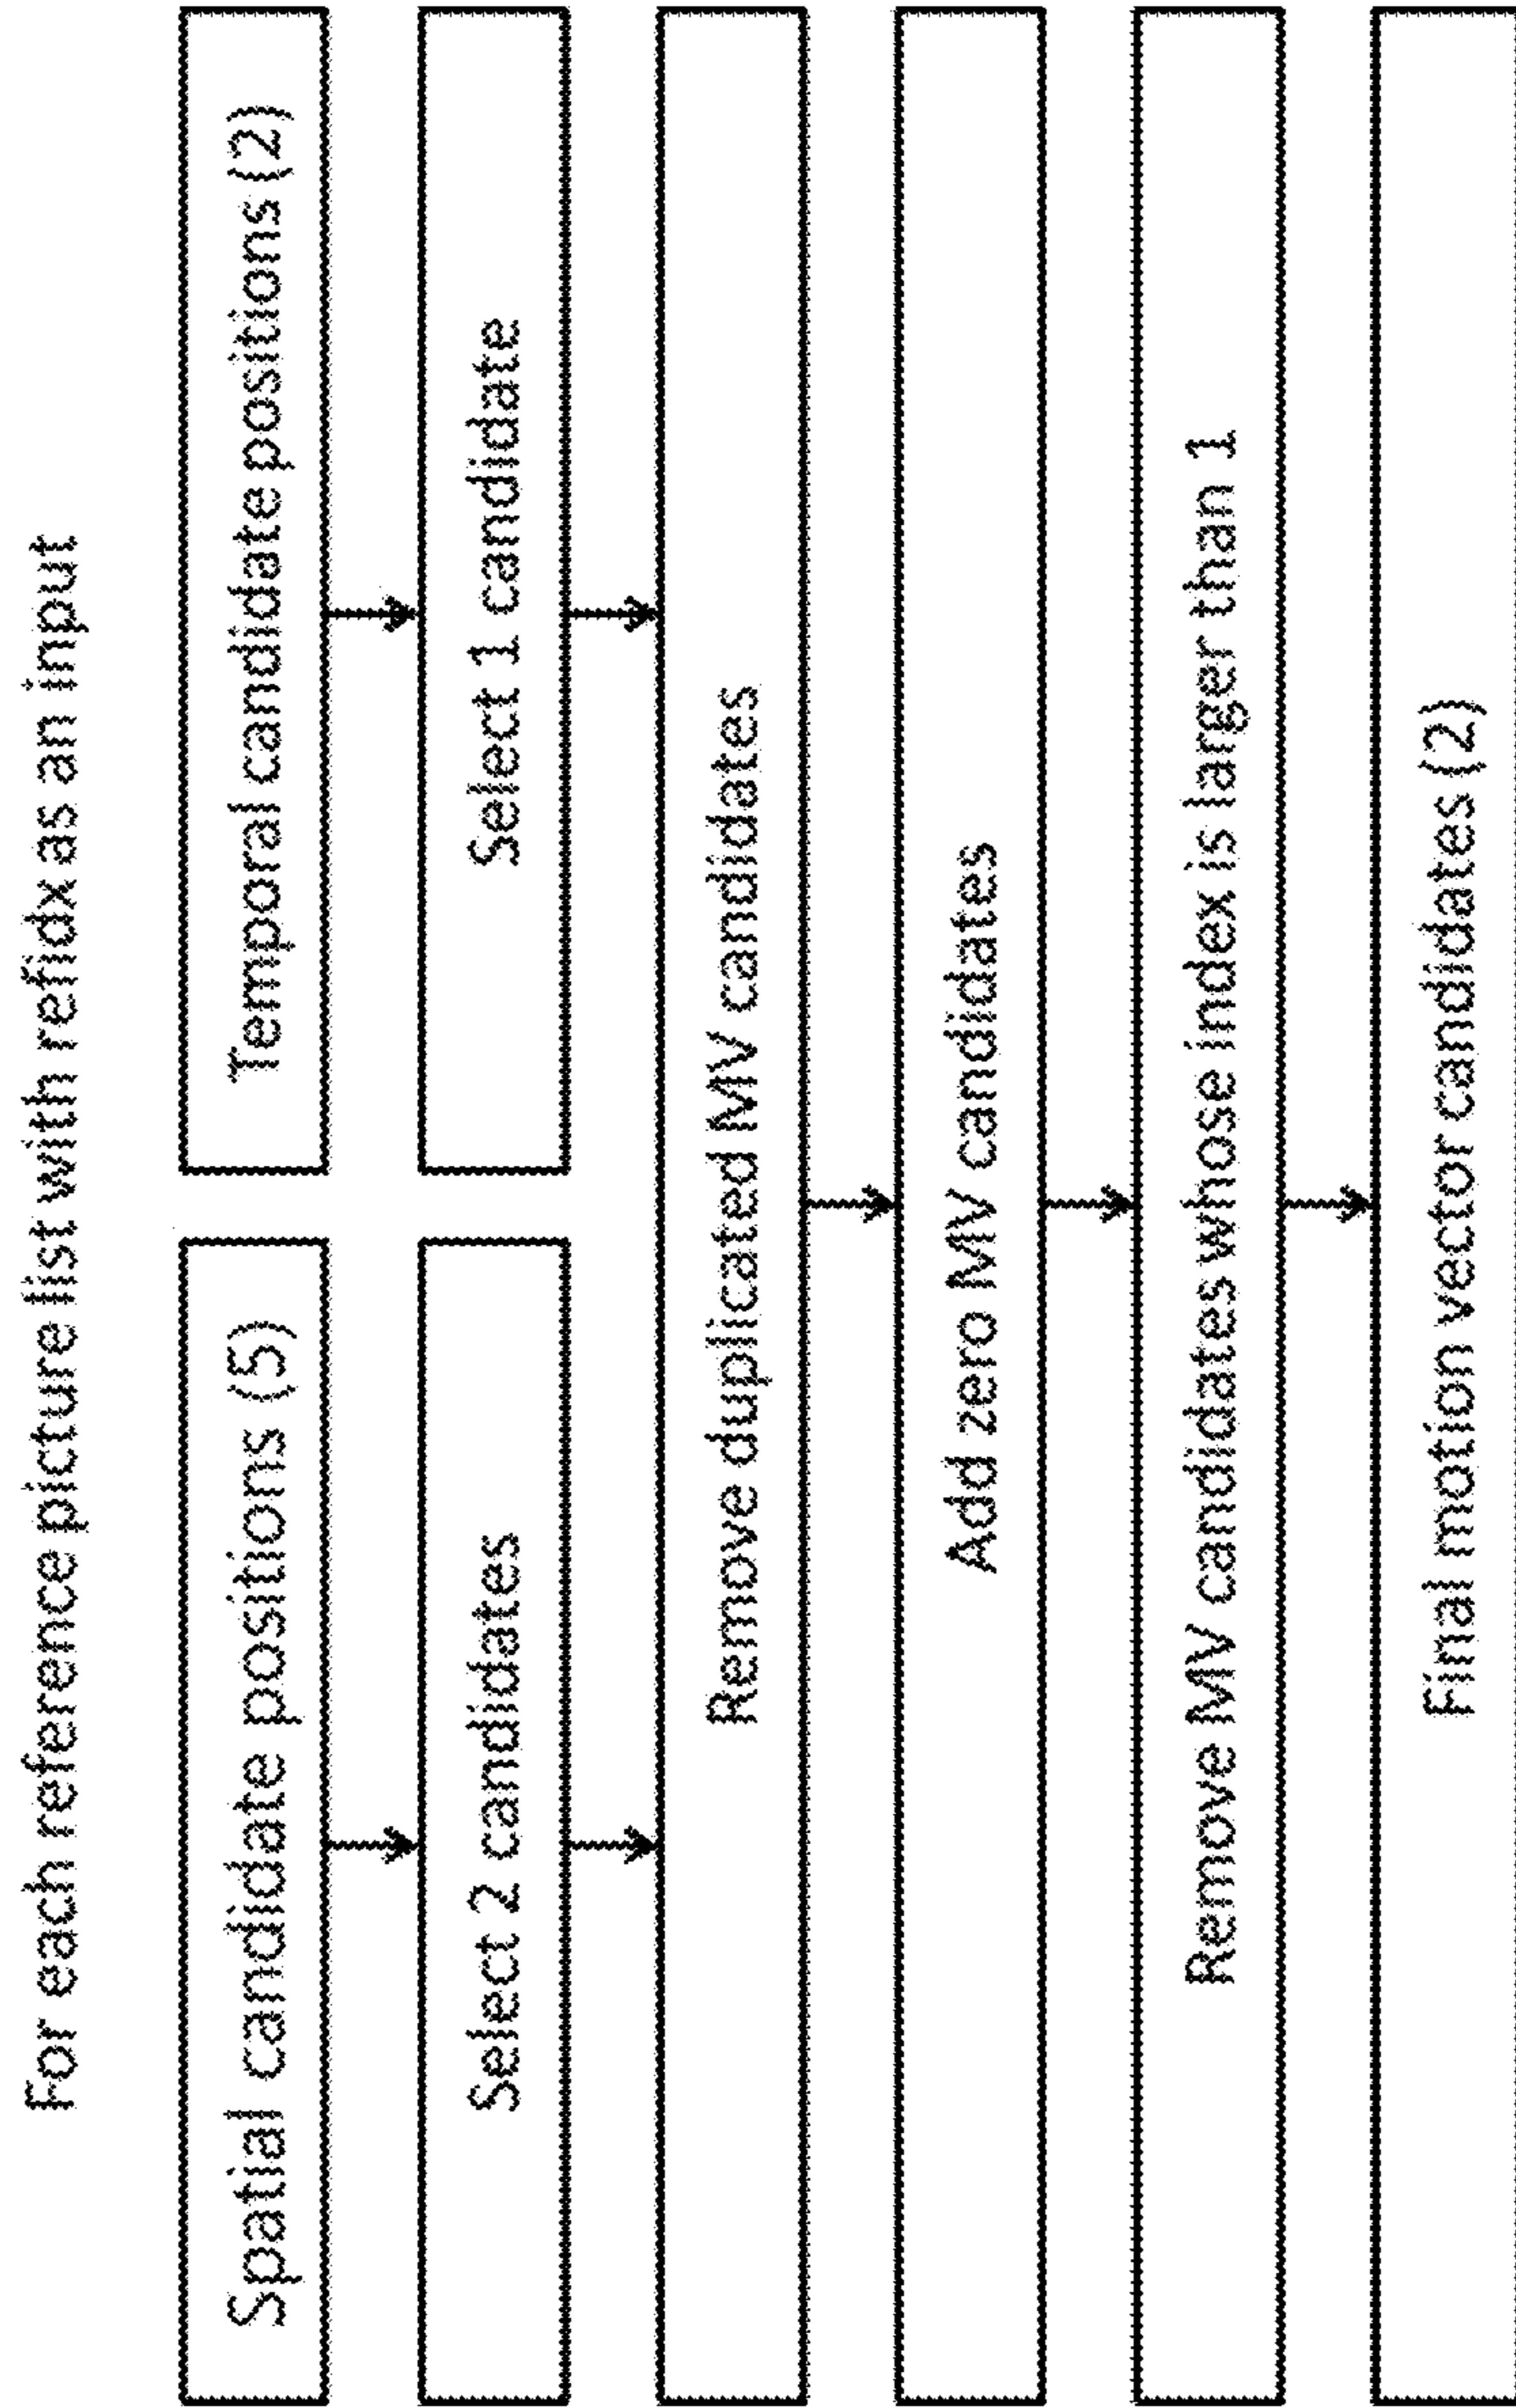 For each reference picture list with refidx as an input
Spatial candidate positions (5)
Temporal candidate positions (2)
Select 2 candidates
Select 1 candidate
Remove duplicated MV candidates
Add zero MV candidates
Remove MV candidates whose index is larger than 1
Final motion vector candidates (2)